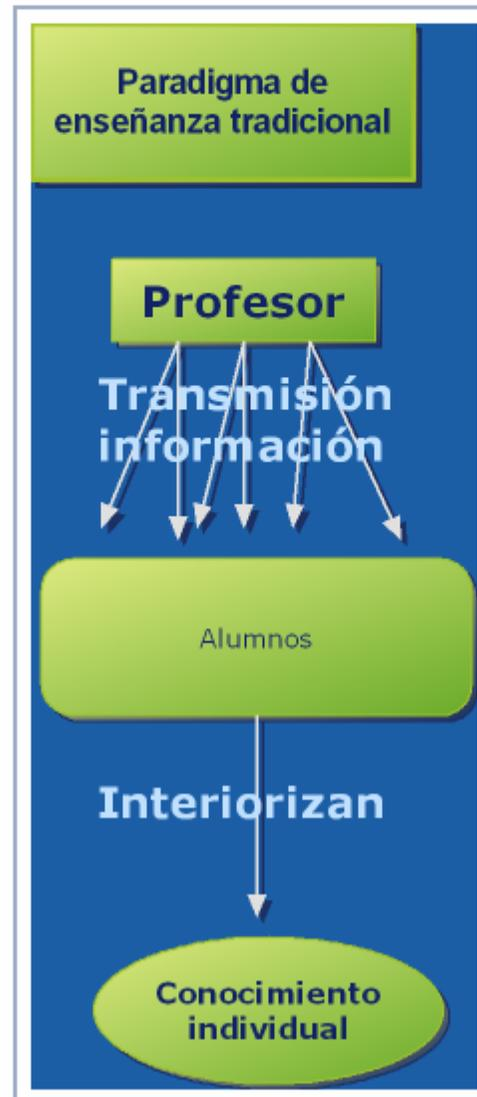 Paradigma de
enseñanza tradicional
Profesor
Transmisión
información
Alumnos
Interiorizan
Conocimiento
individual